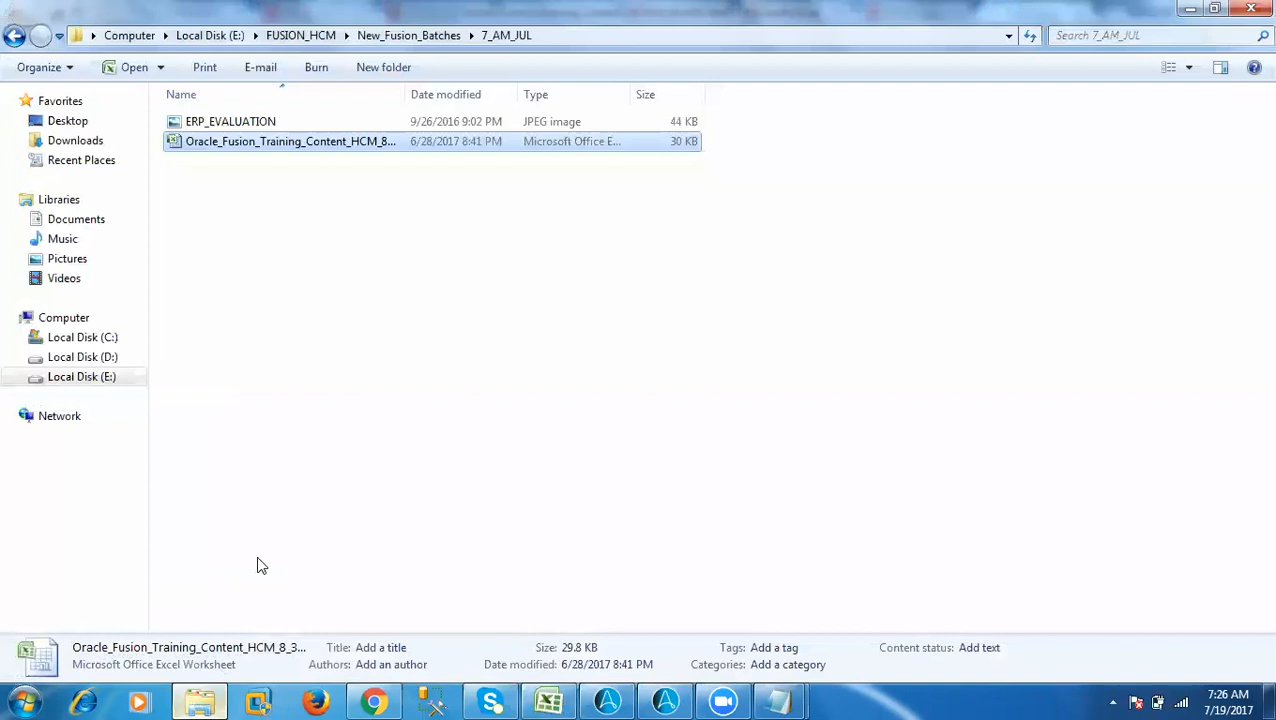 Computer Local Disk (E:) FUSION_HCM New_Fusion_Batches 7_AM_JUL Search 7_AM_JUL
Organize Open Print E-mail Burn New folder
Name Date modified Type Size
Favorites
Desktop
Downloads
Recent Places
Libraries
Documents
Music
Pictures
Videos
Computer
Local Disk (C:)
Local Disk (D:)
Local Disk (E:)
Network
ERP_EVALUATION 9/26/2016 9:02 PM JPEG image 44 KB
Oracle_Fusion_Training_Content_HCM_8... 6/28/2017 8:41 PM Microsoft Office E... 30 KB
Oracle_Fusion_Training_Content_HCM_8_3... Title: Add a title Size: 29.8 KB Tags: Add a tag Content status: Add text
Microsoft Office Excel Worksheet Authors: Add an author Date modified: 6/28/2017 8:41 PM Categories: Add a category
7:26 AM
7/19/2017